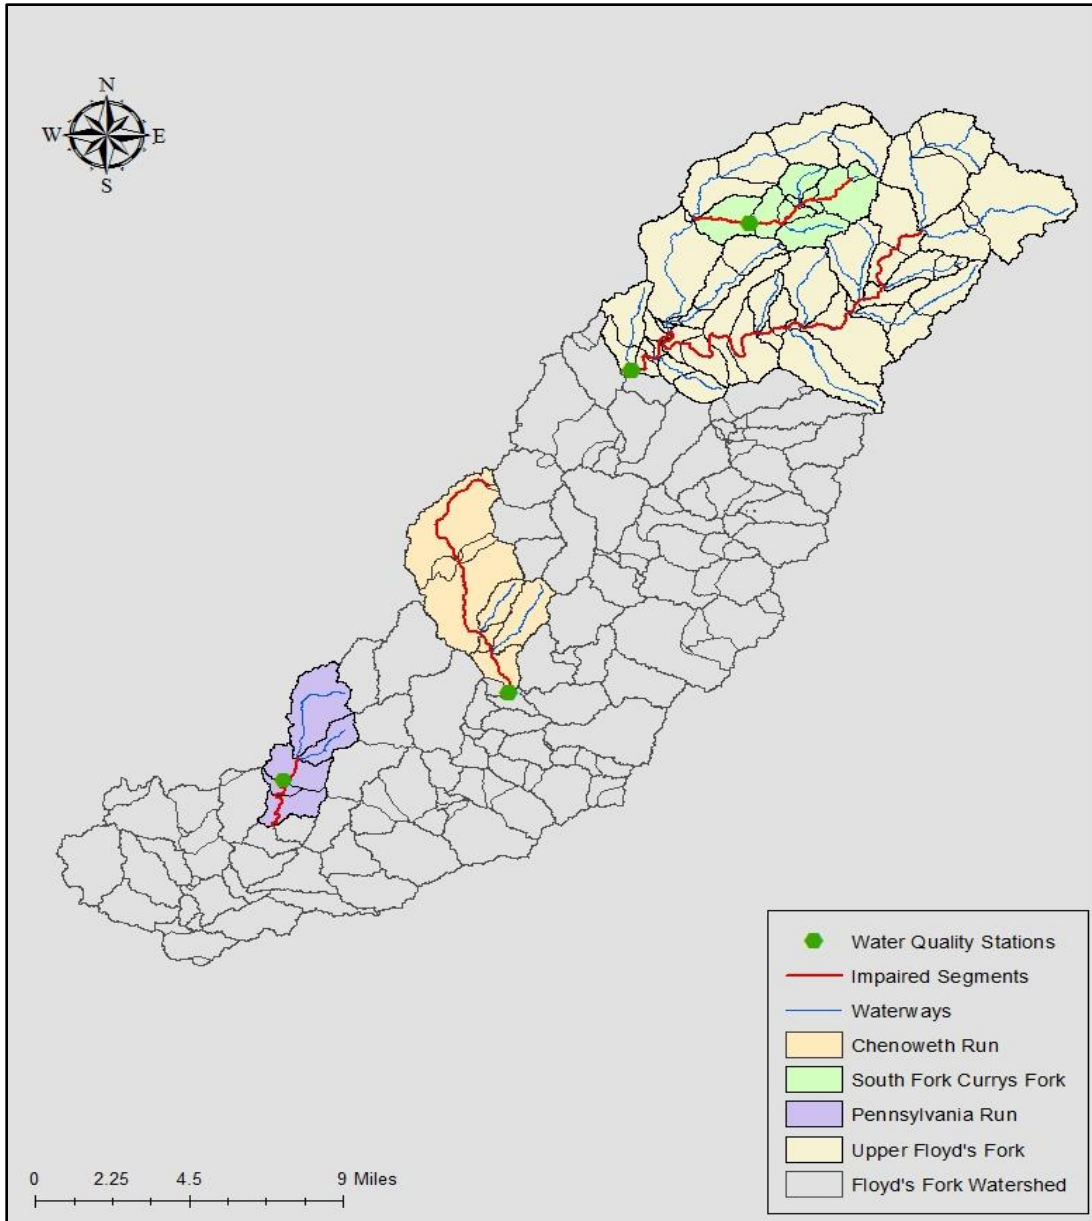 N
W E
S
Water Quality Stations
Impaired Segments
Waterways
Chenoweth Run
South Fork Currys Fork
Pennsylvania Run
Upper Floyd's Fork
Floyd's Fork Watershed
0 2.25 4.5 9 Miles